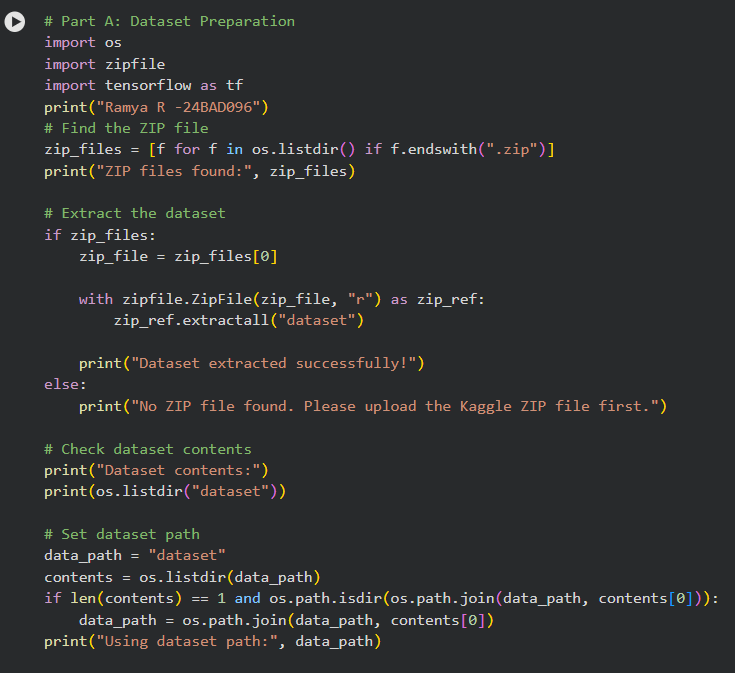 # Part A: Dataset Preparation
import os
import zipfile
import tensorflow as tf
print("Ramya R -24BAD096")
# Find the ZIP file
zip_files = [f for f in os.listdir() if f.endswith(".zip")]
print("ZIP files found:", zip_files)

# Extract the dataset
if zip_files:
    zip_file = zip_files[0]

    with zipfile.ZipFile(zip_file, "r") as zip_ref:
        zip_ref.extractall("dataset")

    print("Dataset extracted successfully!")
else:
    print("No ZIP file found. Please upload the Kaggle ZIP file first.")

# Check dataset contents
print("Dataset contents:")
print(os.listdir("dataset"))

# Set dataset path
data_path = "dataset"
contents = os.listdir(data_path)
if len(contents) == 1 and os.path.isdir(os.path.join(data_path, contents[0])):
    data_path = os.path.join(data_path, contents[0])
print("Using dataset path:", data_path)